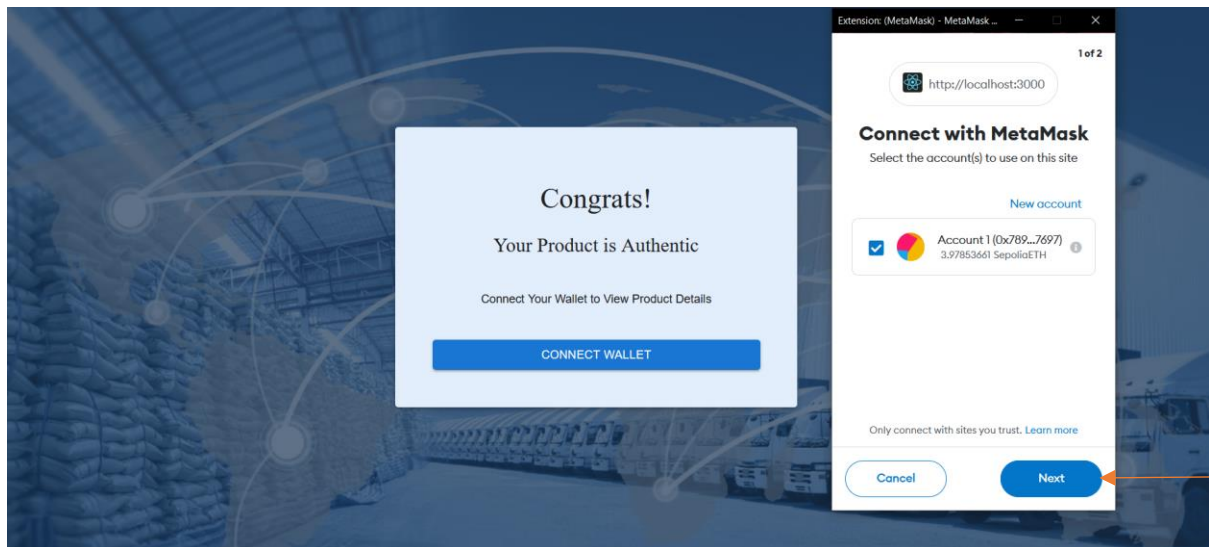 Congrats!
Your Product is Authentic
Connect Your Wallet to View Product Details
CONNECT WALLET
Extension: (MetaMask) - MetaMask ...
1 of 2
http://localhost:3000
Connect with MetaMask
Select the account(s) to use on this site
New account
Account 1 (0x789...7697)
3.97853661 SepoliaETH
Only connect with sites you trust. Learn more
Cancel
Next